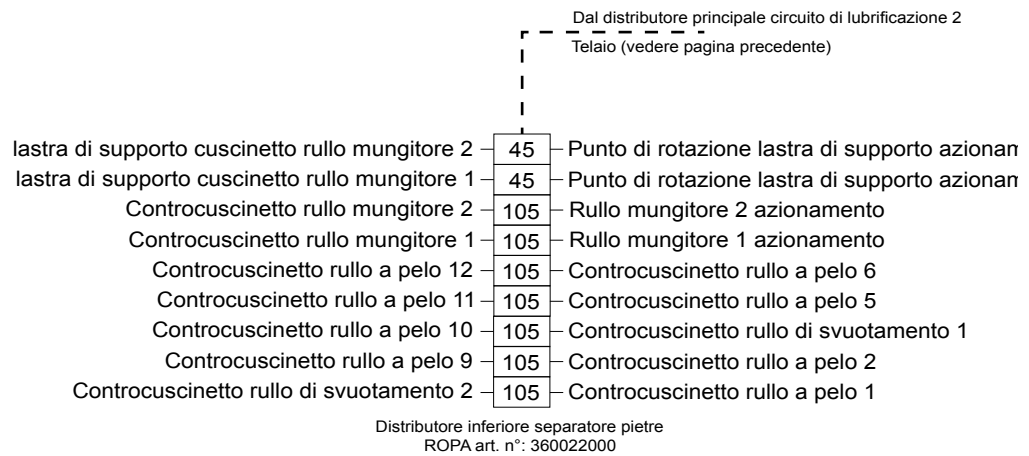 Dal distributore principale circuito di lubrificazione 2
Telaio (vedere pagina precedente)
lastra di supporto cuscinetto rullo mungitore 2 45 Punto di rotazione lastra di supporto
lastra di supporto cuscinetto rullo mungitore 1 45 Punto di rotazione lastra di supporto
Controcuscinetto rullo mungitore 2 105 Rullo mungitore 2 azionamento
Controcuscinetto rullo mungitore 1 105 Rullo mungitore 1 azionamento
Controcuscinetto rullo a pelo 12 105 Controcuscinetto rullo a pelo 6
Controcuscinetto rullo a pelo 11 105 Controcuscinetto rullo a pelo 5
Controcuscinetto rullo a pelo 10 105 Controcuscinetto rullo di svuotamento 1
Controcuscinetto rullo a pelo 9 105 Controcuscinetto rullo a pelo 2
Controcuscinetto rullo di svuotamento 2 105 Controcuscinetto rullo a pelo 1
Distributore inferiore separatore pietre
ROPA art. n°: 360022000